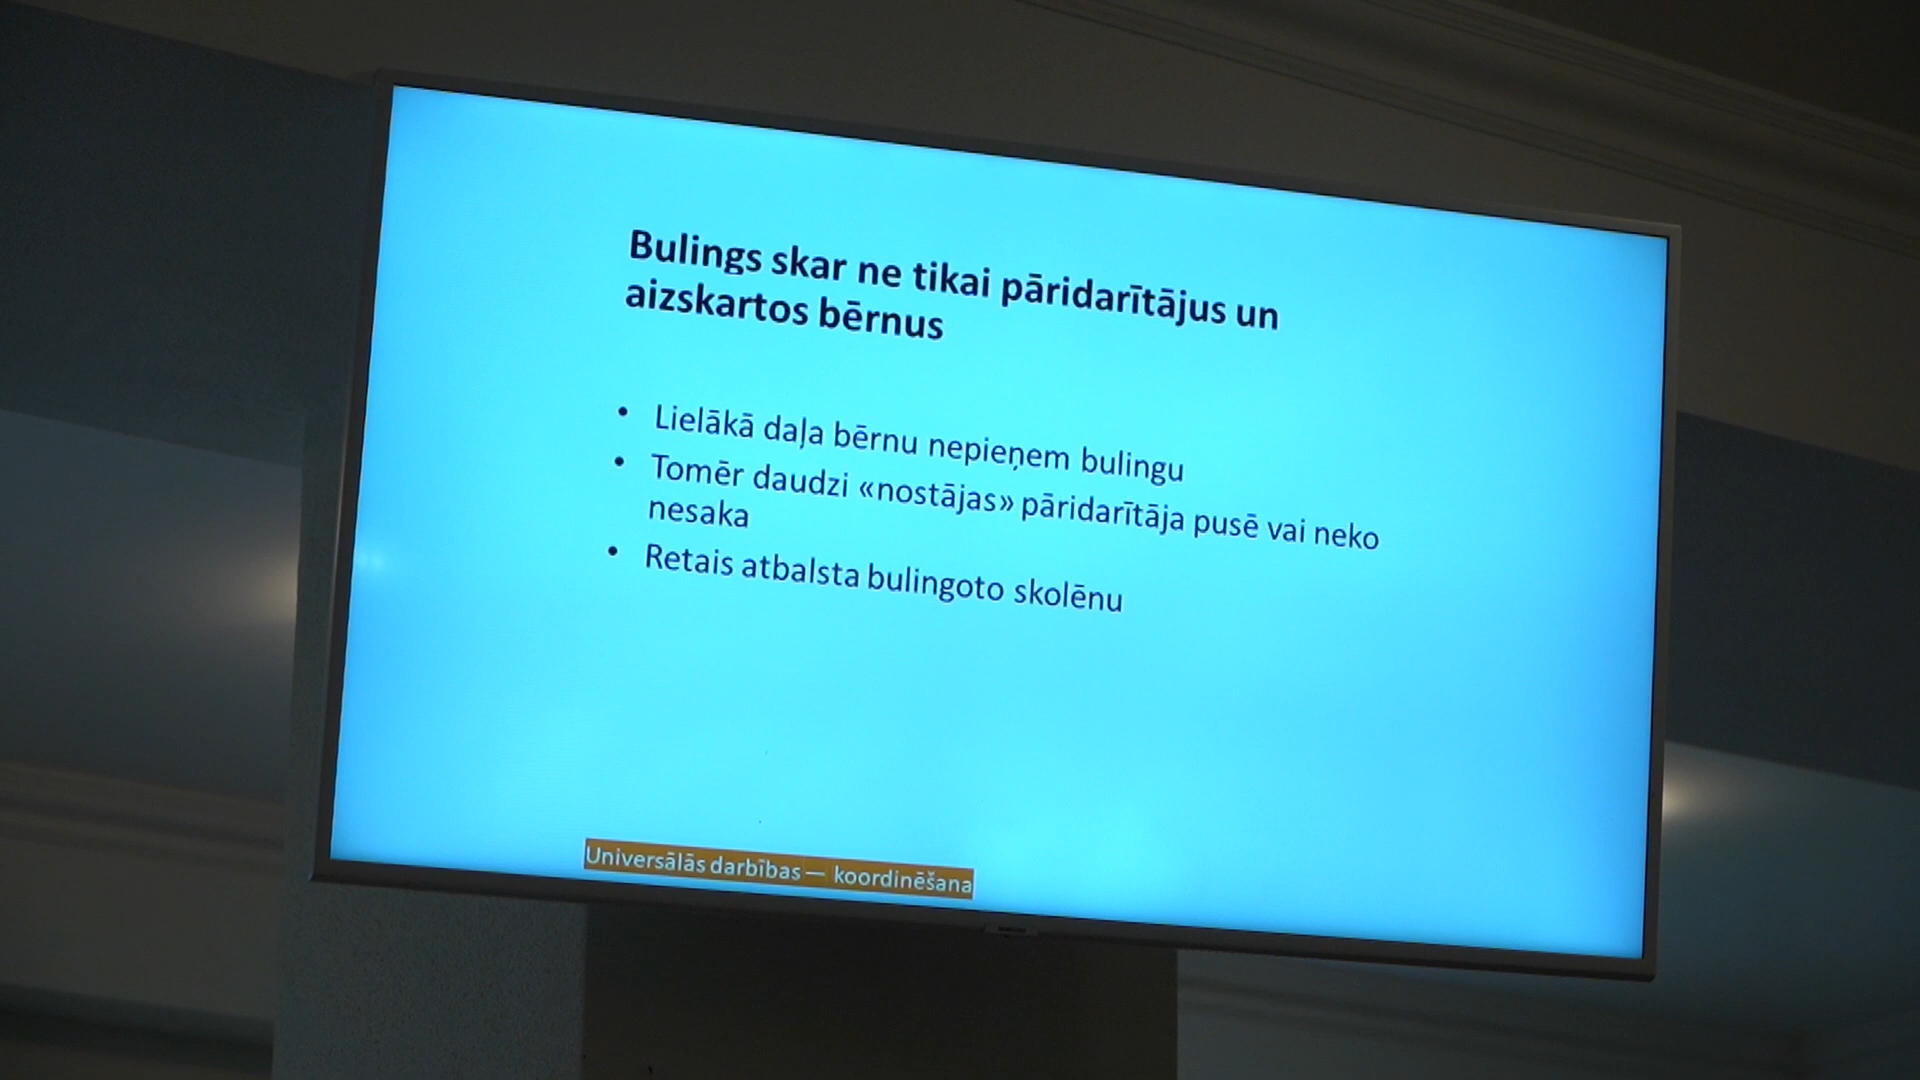 Bulings skar ne tikai pāridarītājus un
aizskartos bērnus
• Lielākā daļa bērnu nepieņem bulingu
• Tomēr daudzi «nostājas» pāridarītāja pusē vai neko
nesaka
• Retais atbalsta bulingoto skolēnu
Universālās darbības — koordinēšana